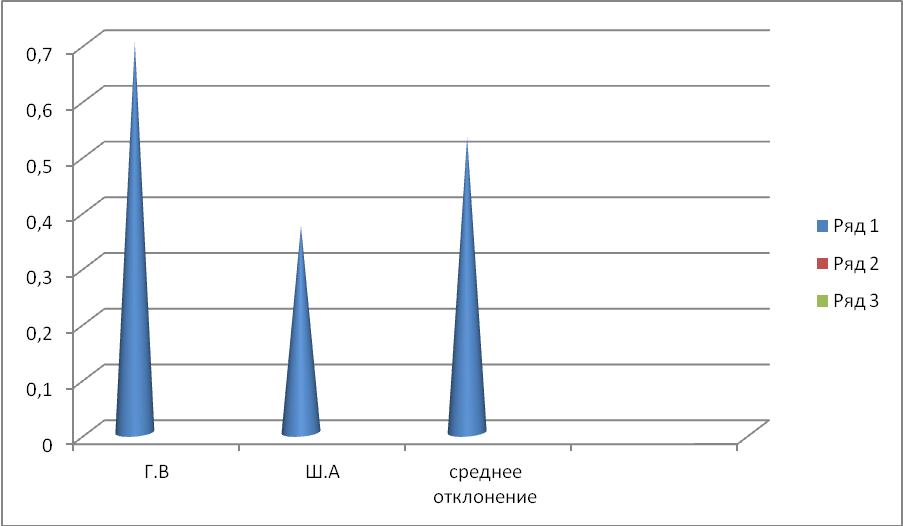 0,7
0,6
0,5
0,4
0,3
0,2
0,1
0
Г.В
Ш.А
среднее
отклонение
Ряд 1
Ряд 2
Ряд 3